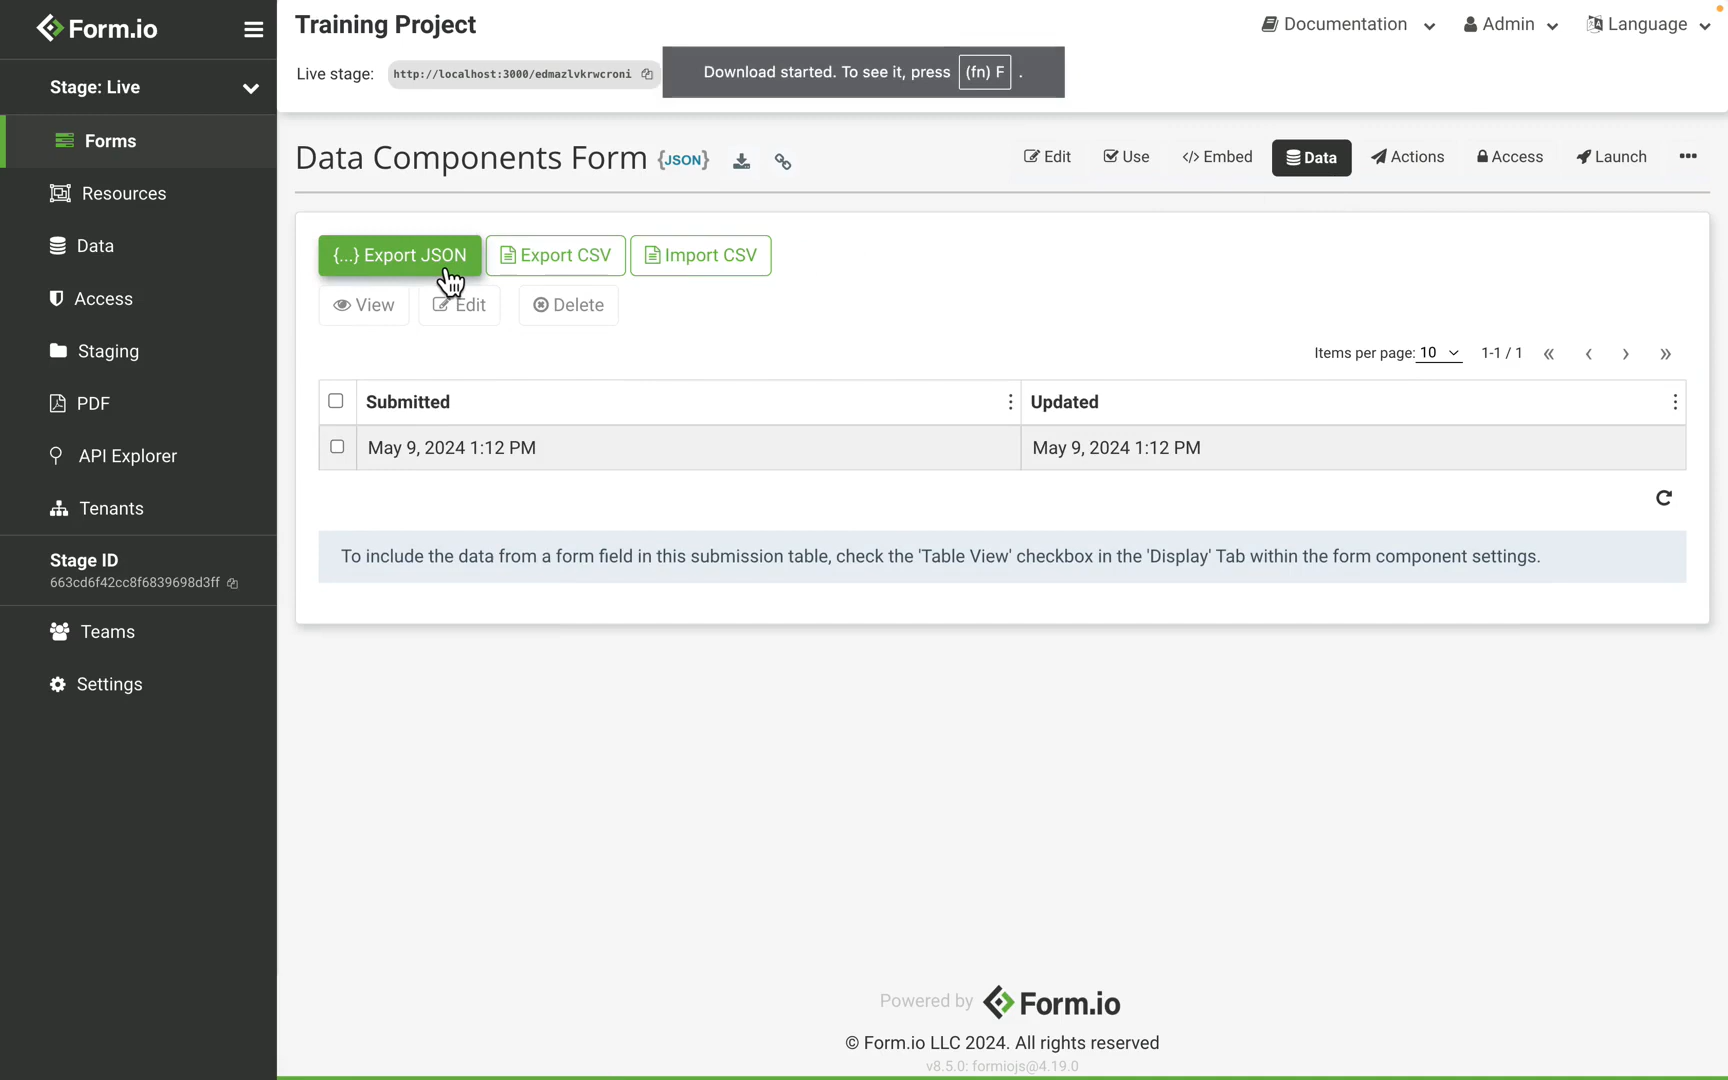 Form.io
Training Project
Documentation
Admin
Language
Stage: Live
Live stage: http://localhost:3000/edmazlvkrwcroni
Download started. To see it, press (fn) F .
Forms
Resources
Data
Access
Staging
PDF
API Explorer
Tenants
Stage ID
663cd6f42cc8f6839698d3ff
Teams
Settings
Data Components Form {JSON}
Edit Use </> Embed Data Actions Access Launch •••
{...} Export JSON Export CSV Import CSV
View Edit Delete
Items per page: 10 1-1 / 1 « ‹ › »
Submitted Updated
May 9, 2024 1:12 PM May 9, 2024 1:12 PM
To include the data from a form field in this submission table, check the 'Table View' checkbox in the 'Display' Tab within the form component settings.
Powered by Form.io
© Form.io LLC 2024. All rights reserved
v8.5.0: formiojs@4.19.0